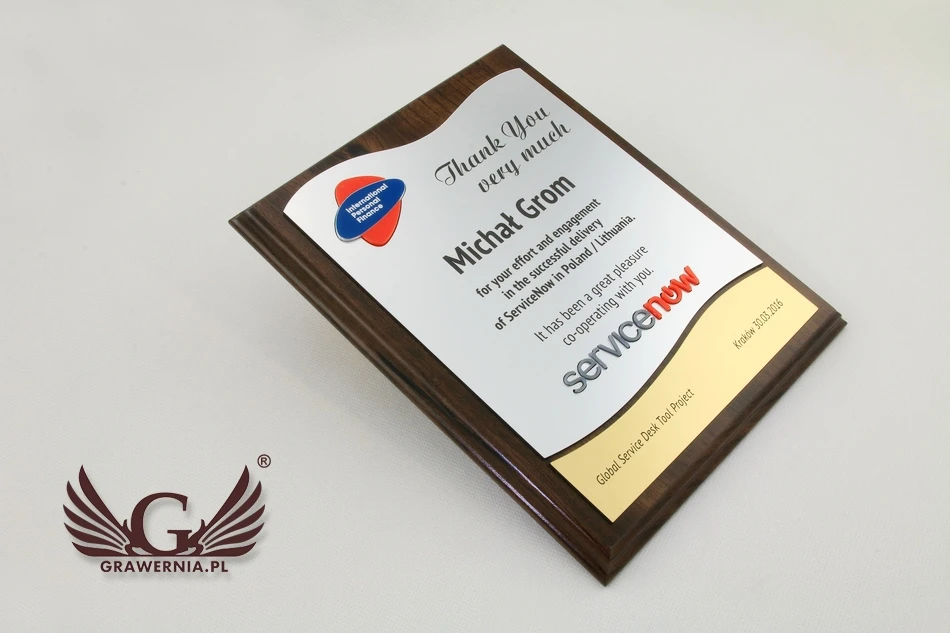 Thank You
very much
International
Personal
Finance
Michał Grom
for your effort and engagement
in the successful delivery
of ServiceNow in Poland / Lithuania.
It has been a great pleasure
co-operating with you.
servicenow
Global Service Desk Tool Project
Kraków 30.03.2016
G
®
GRAWERNIA.PL